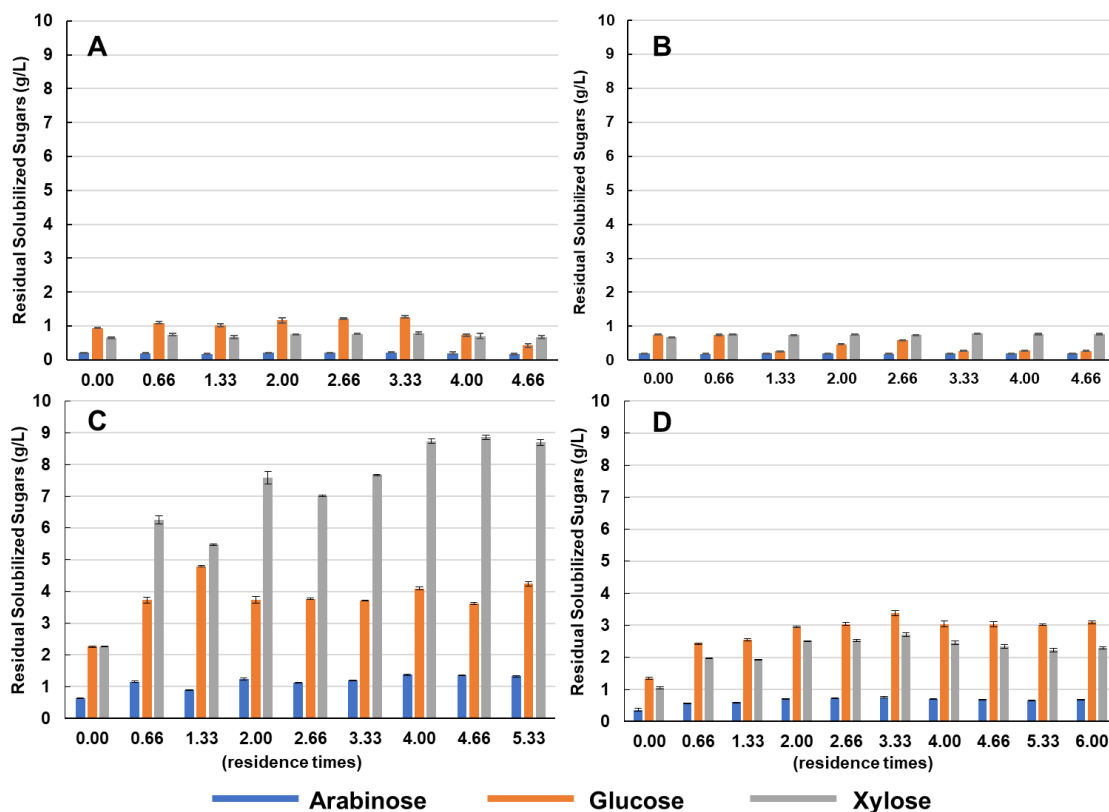 A
Residual Solubilized Sugars (g/L)
10
9
8
7
6
5
4
3
2
1
0
0.00 0.66 1.33 2.00 2.66 3.33 4.00 4.66
B
Residual Solubilized Sugars (g/L)
10
9
8
7
6
5
4
3
2
1
0
0.00 0.66 1.33 2.00 2.66 3.33 4.00 4.66
C
Residual Solubilized Sugars (g/L)
10
9
8
7
6
5
4
3
2
1
0
0.00 0.66 1.33 2.00 2.66 3.33 4.00 4.66 5.33
(residence times)
D
Residual Solubilized Sugars (g/L)
10
9
8
7
6
5
4
3
2
1
0
0.00 0.66 1.33 2.00 2.66 3.33 4.00 4.66 5.33 6.00
(residence times)
Arabinose Glucose Xylose